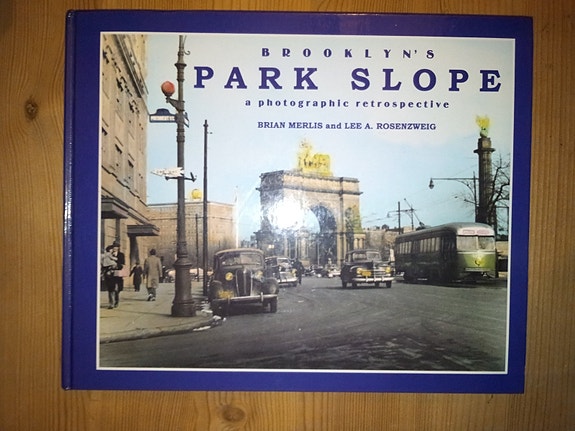 BROOKLYN'S
PARK SLOPE
a photographic retrospective
BRIAN MERLIS and LEE A. ROSENZWEIG